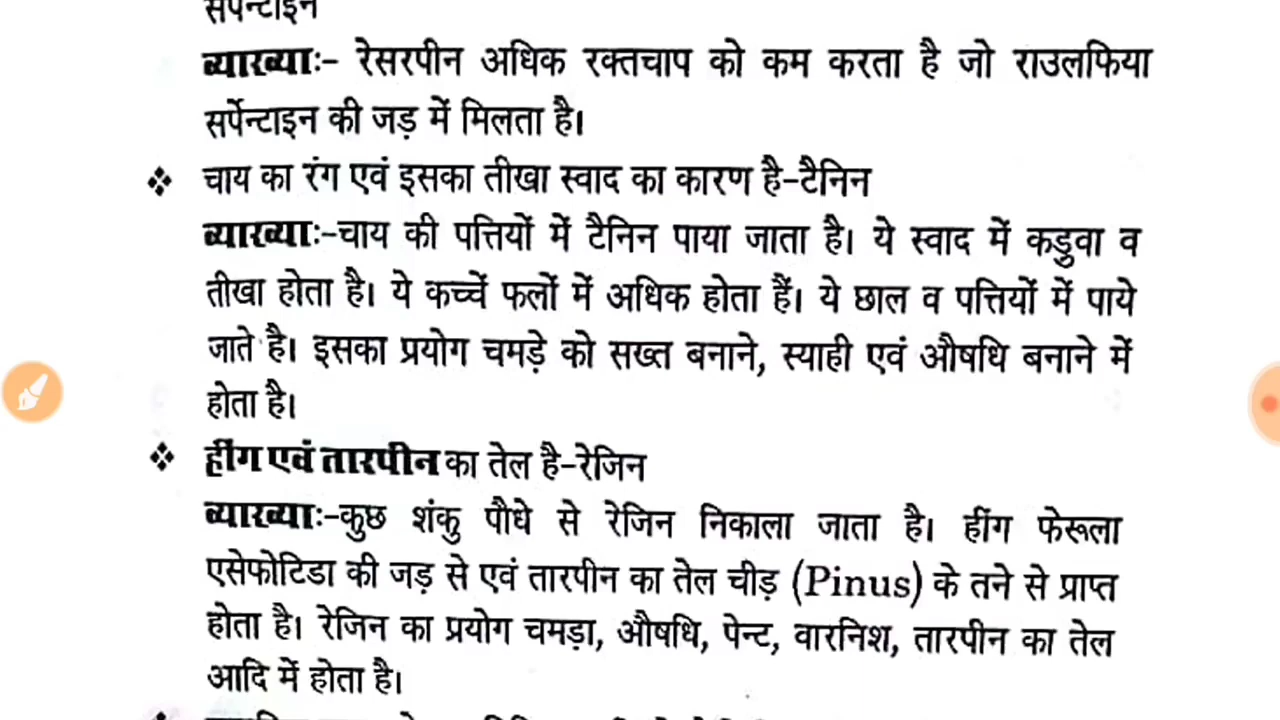 सर्पेन्टाइन
व्याख्याः- रेसरपीन अधिक रक्तचाप को कम करता है जो राउलफिया
सर्पेन्टाइन की जड़ में मिलता है।
❖ चाय का रंग एवं इसका तीखा स्वाद का कारण है-टैनिन
व्याख्याः-चाय की पत्तियों में टैनिन पाया जाता है। ये स्वाद में कडुवा व
तीखा होता है। ये कच्चें फलों में अधिक होता हैं। ये छाल व पत्तियों में पाये
जाते है। इसका प्रयोग चमड़े को सख्त बनाने, स्याही एवं औषधि बनाने में
होता है।
❖ हींग एवं तारपीन का तेल है-रेजिन
व्याख्याः-कुछ शंकु पौधे से रेजिन निकाला जाता है। हींग फेरूला
एसेफोटिडा की जड़ से एवं तारपीन का तेल चीड़ (Pinus) के तने से प्राप्त
होता है। रेजिन का प्रयोग चमड़ा, औषधि, पेन्ट, वारनिश, तारपीन का तेल
आदि में होता है।